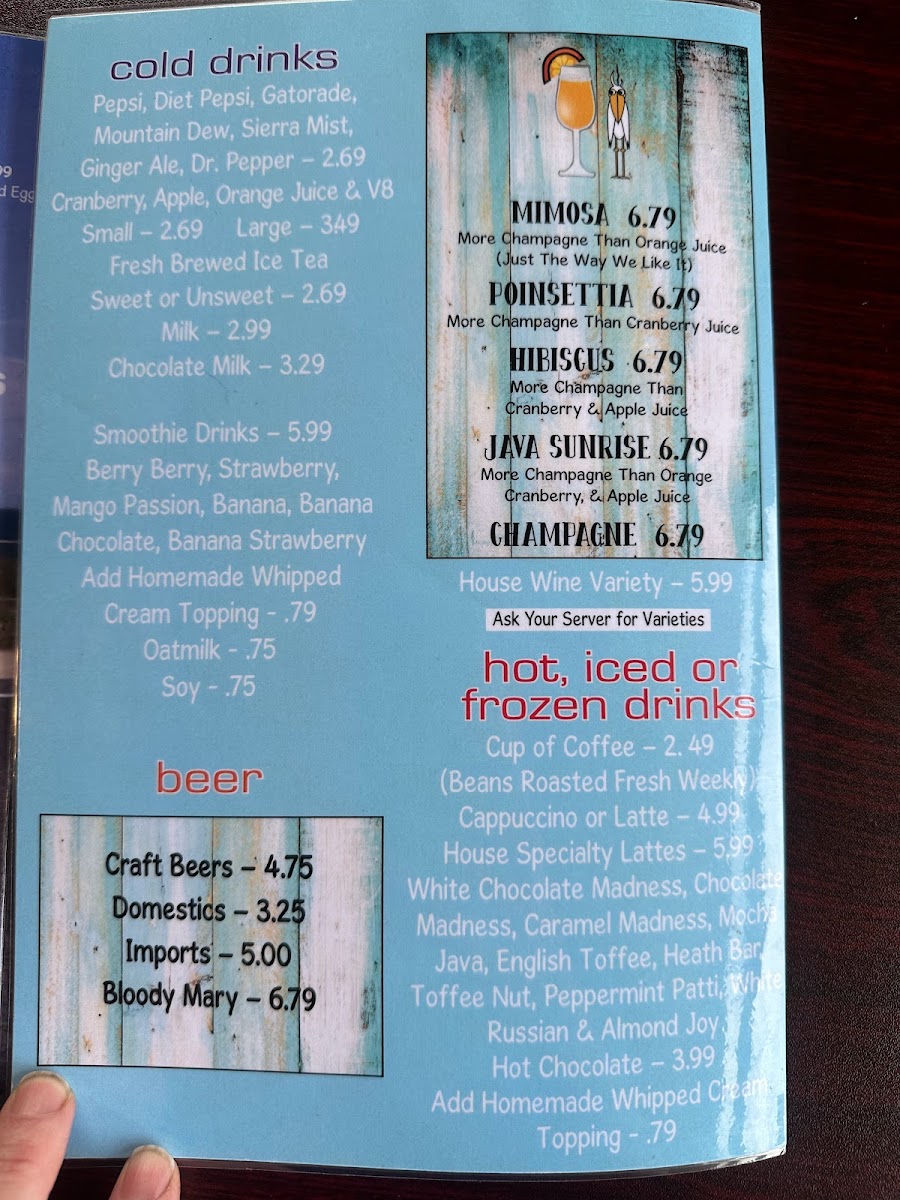 cold drinks
Pepsi, Diet Pepsi, Gatorade,
Mountain Dew, Sierra Mist,
Ginger Ale, Dr. Pepper – 2.69
Cranberry, Apple, Orange Juice & V8
Small – 2.69 Large – 3.49
Fresh Brewed Ice Tea
Sweet or Unsweet – 2.69
Milk – 2.99
Chocolate Milk – 3.29
Smoothie Drinks – 5.99
Berry Berry, Strawberry,
Mango Passion, Banana, Banana
Chocolate, Banana Strawberry
Add Homemade Whipped
Cream Topping - .79
Oatmilk - .75
Soy - .75
beer
Craft Beers – 4.75
Domestics – 3.25
Imports – 5.00
Bloody Mary – 6.79
MIMOSA 6.79
More Champagne Than Orange Juice
(Just The Way We Like It)
POINSETTIA 6.79
More Champagne Than Cranberry Juice
HIBISCUS 6.79
More Champagne Than
Cranberry & Apple Juice
JAVA SUNRISE 6.79
More Champagne Than Orange
Cranberry, & Apple Juice
CHAMPAGNE 6.79
House Wine Variety – 5.99
Ask Your Server for Varieties
hot, iced or
frozen drinks
Cup of Coffee – 2. 49
(Beans Roasted Fresh Weekly)
Cappuccino or Latte – 4.99
House Specialty Lattes – 5.99
White Chocolate Madness, Chocolate
Madness, Caramel Madness, Mocha
Java, English Toffee, Heath Bar,
Toffee Nut, Peppermint Patti, White
Russian & Almond Joy
Hot Chocolate – 3.99
Add Homemade Whipped Cream
Topping - .79
99
d Egg
S